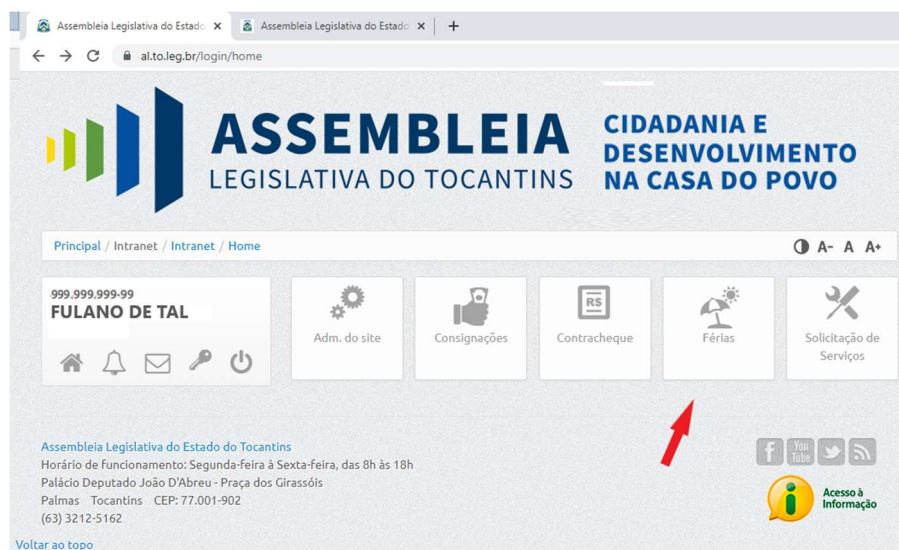 Assembleia Legislativa do Estado
Assembleia Legislativa do Estado
al.to.leg.br/login/home
ASSEMBLEIA
LEGISLATIVA DO TOCANTINS
CIDADANIA E
DESENVOLVIMENTO
NA CASA DO POVO
Principal / Intranet / Intranet / Home
A- A A+
999.999.999-99
FULANO DE TAL
Adm. do site
Consignações
R$
Contracheque
Férias
Solicitação de
Serviços
Assembleia Legislativa do Estado do Tocantins
Horário de funcionamento: Segunda-feira à Sexta-feira, das 8h às 18h
Palácio Deputado João D'Abreu - Praça dos Girassóis
Palmas Tocantins CEP: 77.001-902
(63) 3212-5162
f
You
Tube
i
Acesso à
Informação
Voltar ao topo